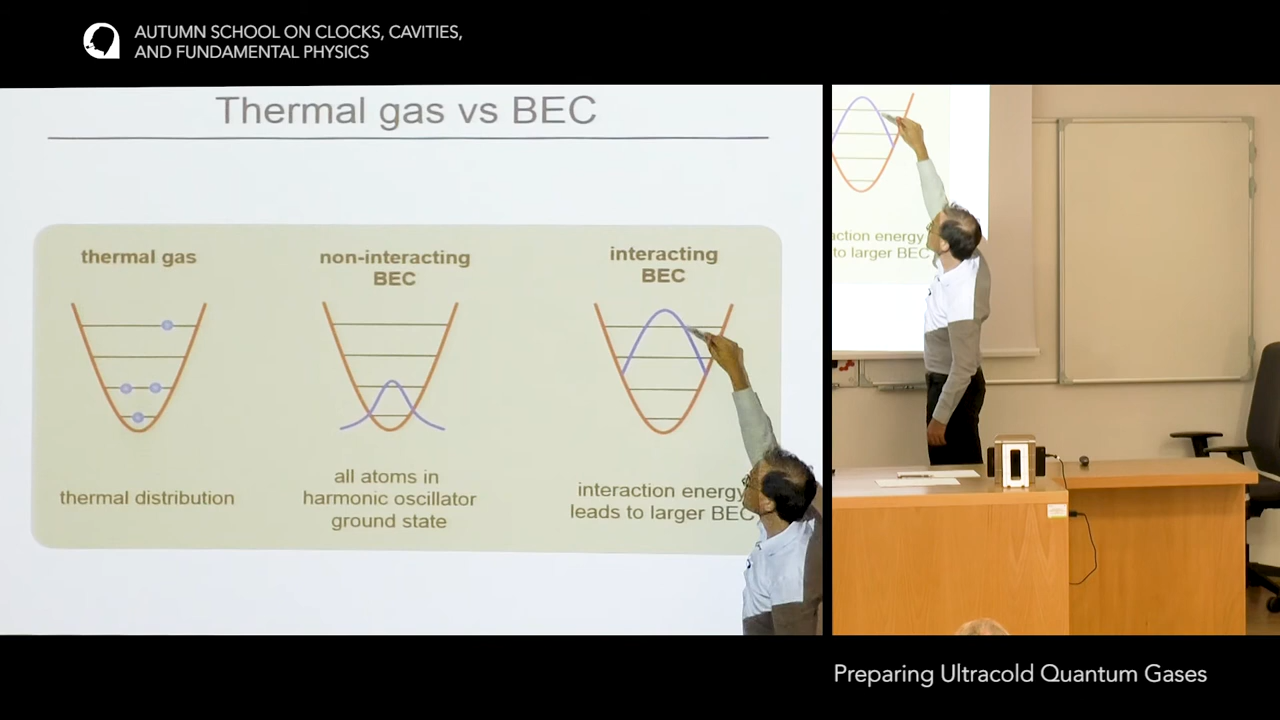 AUTUMN SCHOOL ON CLOCKS, CAVITIES,
AND FUNDAMENTAL PHYSICS
Thermal gas vs BEC
thermal gas
non-interacting
BEC
interacting
BEC
thermal distribution
all atoms in
harmonic oscillator
ground state
interaction energy
leads to larger BEC
action energy
to larger BEC
Preparing Ultracold Quantum Gases